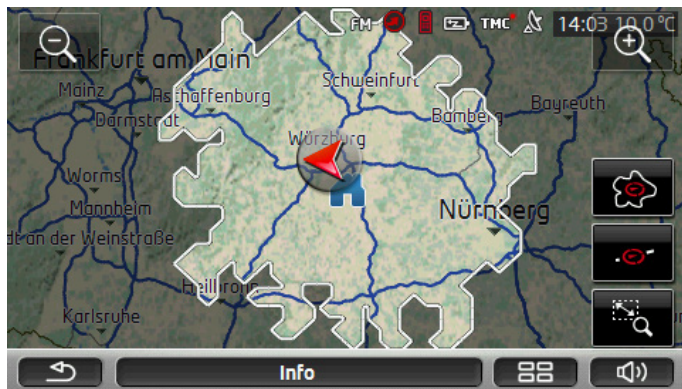 FM TMC 14:03 10.0°C
Frankfurt am Main
Mainz
Aschaffenburg
Schweinfurt
Bayreuth
Darmstadt
Bamberg
Würzburg
Worms
Mannheim
Nürnberg
dt an der Weinstraße
Heilbronn
Karlsruhe
Info